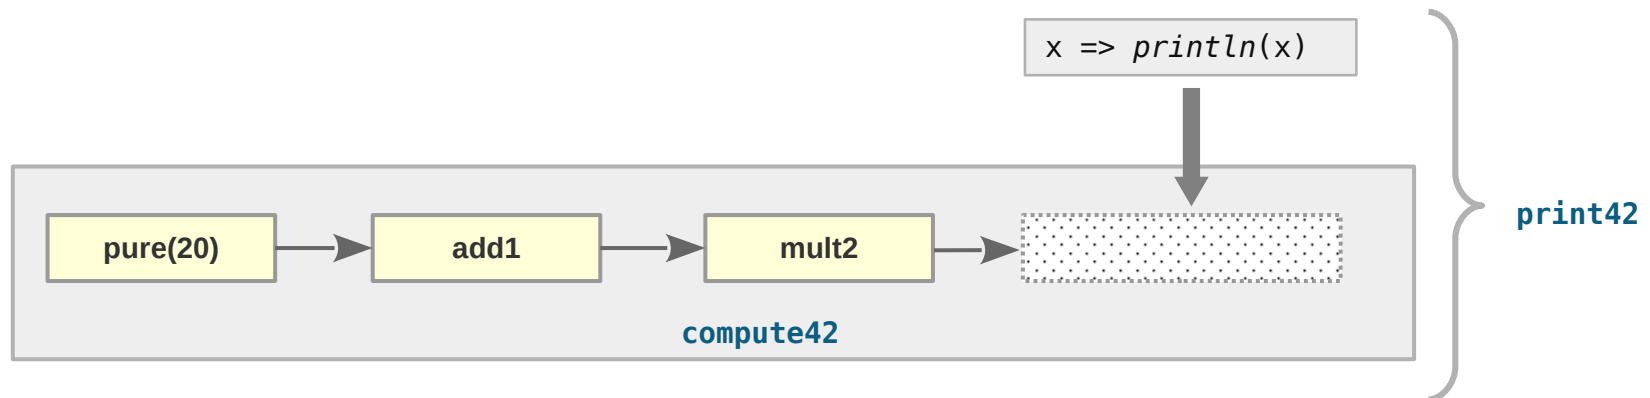 x => println(x)
print42
pure(20)
add1
mult2
compute42